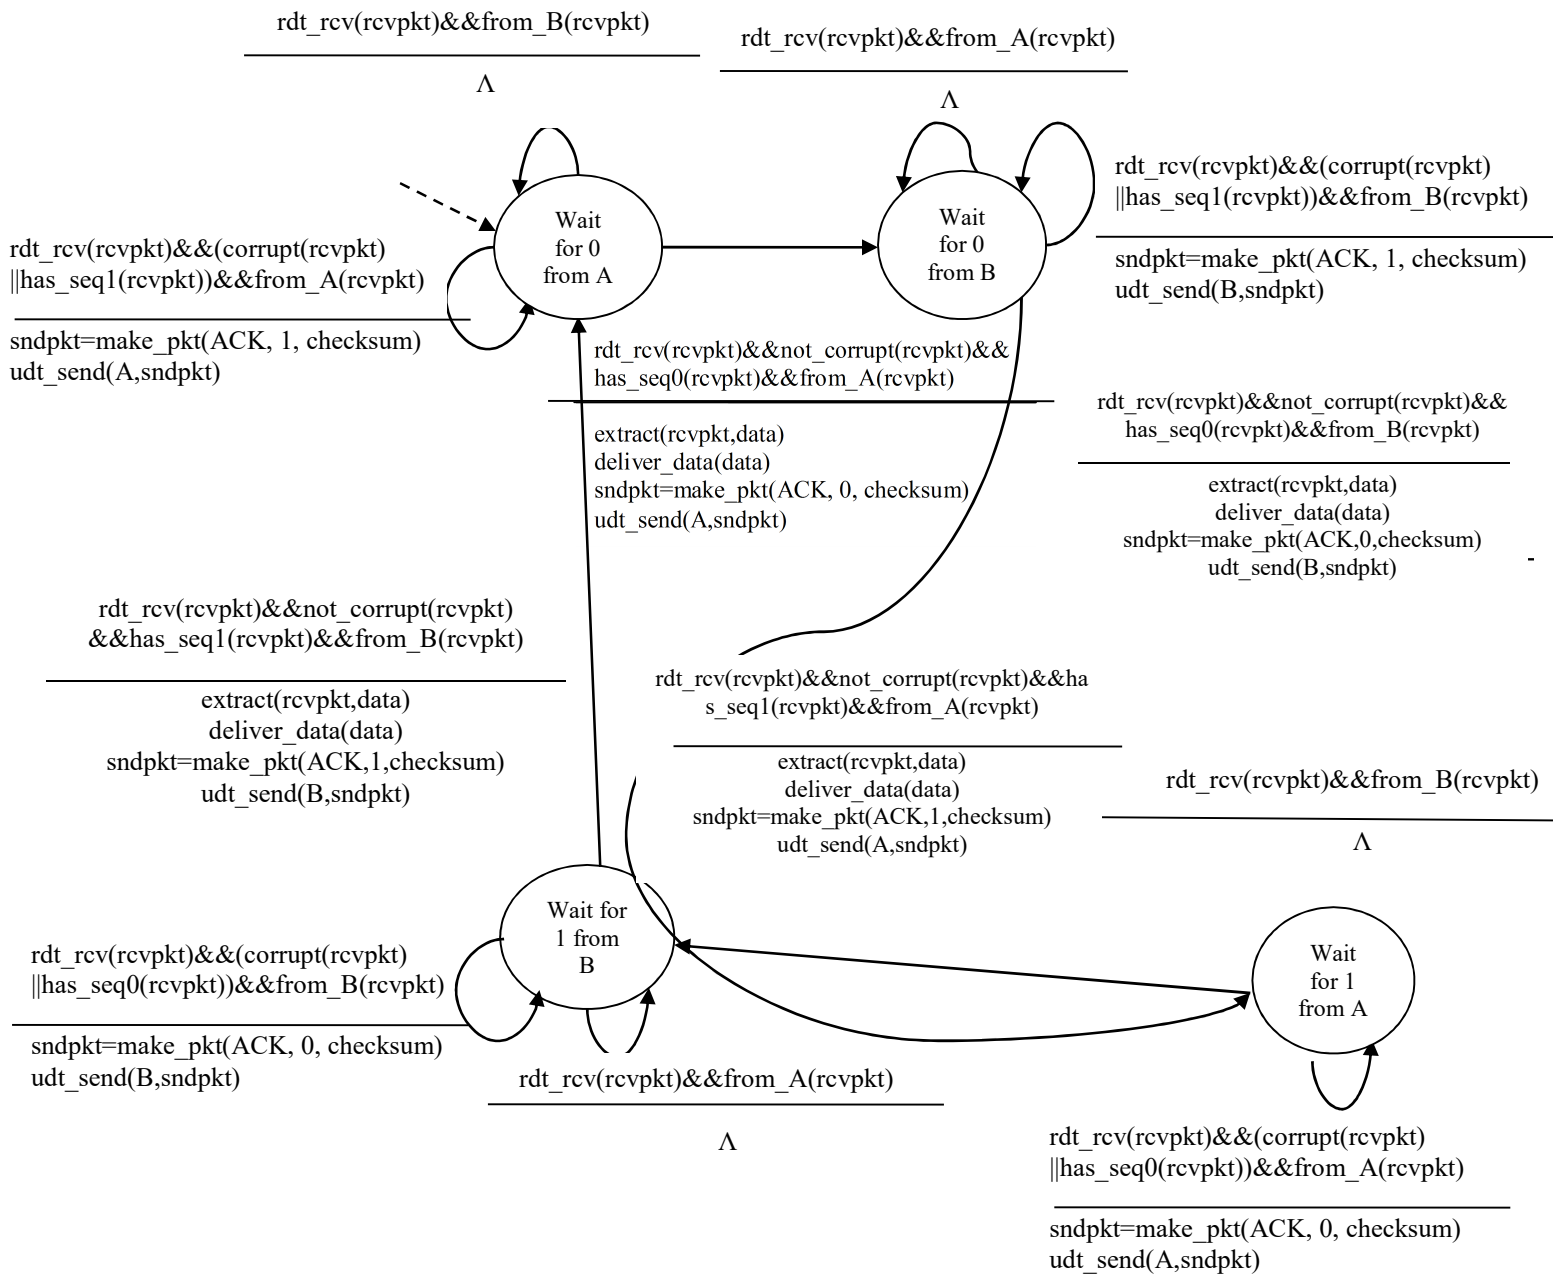 rdt_rcv(rcvpkt)&&from_B(rcvpkt)
Λ
rdt_rcv(rcvpkt)&&from_A(rcvpkt)
Λ
rdt_rcv(rcvpkt)&&(corrupt(rcvpkt)
||has_seq1(rcvpkt))&&from_B(rcvpkt)
sndpkt=make_pkt(ACK, 1, checksum)
udt_send(B,sndpkt)
Wait
for 0
from A
Wait
for 0
from B
rdt_rcv(rcvpkt)&&(corrupt(rcvpkt)
||has_seq1(rcvpkt))&&from_A(rcvpkt)
sndpkt=make_pkt(ACK, 1, checksum)
udt_send(A,sndpkt)
rdt_rcv(rcvpkt)&&not_corrupt(rcvpkt)&&
has_seq0(rcvpkt)&&from_A(rcvpkt)
extract(rcvpkt,data)
deliver_data(data)
sndpkt=make_pkt(ACK, 0, checksum)
udt_send(A,sndpkt)
rdt_rcv(rcvpkt)&&not_corrupt(rcvpkt)&&
has_seq0(rcvpkt)&&from_B(rcvpkt)
extract(rcvpkt,data)
deliver_data(data)
sndpkt=make_pkt(ACK,0,checksum)
udt_send(B,sndpkt)
-
rdt_rcv(rcvpkt)&&not_corrupt(rcvpkt)
&&has_seq1(rcvpkt)&&from_B(rcvpkt)
extract(rcvpkt,data)
deliver_data(data)
sndpkt=make_pkt(ACK,1,checksum)
udt_send(B,sndpkt)
rdt_rcv(rcvpkt)&&not_corrupt(rcvpkt)&&ha
s_seq1(rcvpkt)&&from_A(rcvpkt)
extract(rcvpkt,data)
deliver_data(data)
sndpkt=make_pkt(ACK,1,checksum)
udt_send(A,sndpkt)
rdt_rcv(rcvpkt)&&from_B(rcvpkt)
Λ
Wait for
1 from
B
Wait
for 1
from A
rdt_rcv(rcvpkt)&&(corrupt(rcvpkt)
||has_seq0(rcvpkt))&&from_B(rcvpkt)
sndpkt=make_pkt(ACK, 0, checksum)
udt_send(B,sndpkt)
rdt_rcv(rcvpkt)&&from_A(rcvpkt)
Λ
rdt_rcv(rcvpkt)&&(corrupt(rcvpkt)
||has_seq0(rcvpkt))&&from_A(rcvpkt)
sndpkt=make_pkt(ACK, 0, checksum)
udt_send(A,sndpkt)